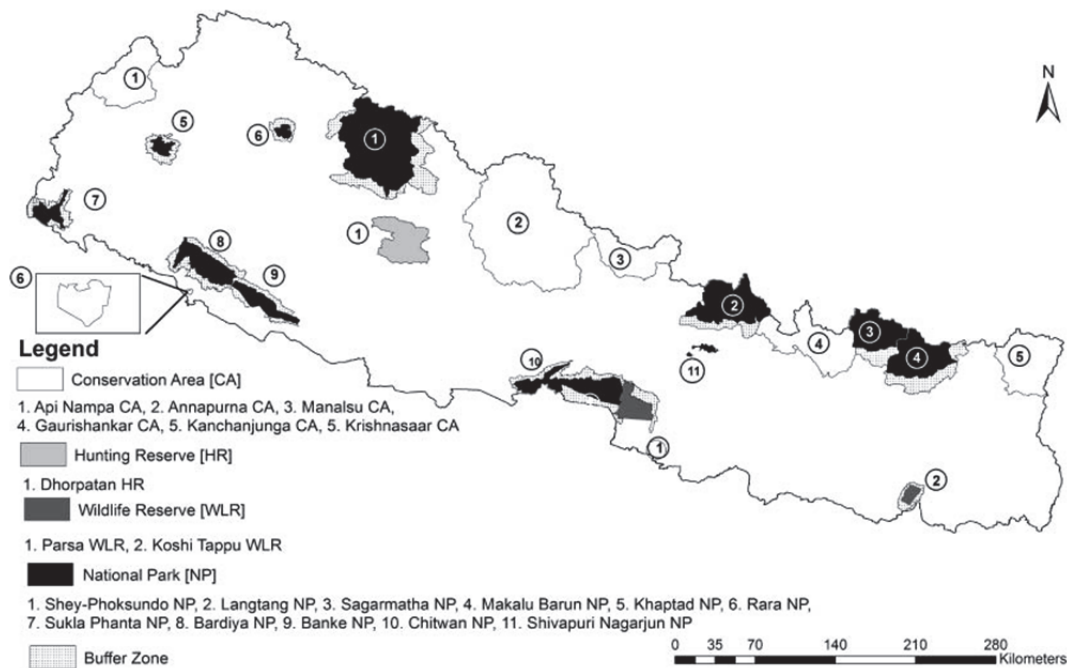 N
1
5
6
1
7
2
1
8
3
6
9
2
3
4
5
4
10
11
1
2
Legend
Conservation Area [CA]
1. Api Nampa CA, 2. Annapurna CA, 3. Manalsu CA,
4. Gaurishankar CA, 5. Kanchanjunga CA, 5. Krishnasaar CA
Hunting Reserve [HR]
1. Dhorpatan HR
Wildlife Reserve [WLR]
1. Parsa WLR, 2. Koshi Tappu WLR
National Park [NP]
1. Shey-Phoksundo NP, 2. Langtang NP, 3. Sagarmatha NP, 4. Makalu Barun NP, 5. Khaptad NP, 6. Rara NP,
7. Sukla Phanta NP, 8. Bardiya NP, 9. Banke NP, 10. Chitwan NP, 11. Shivapuri Nagarjun NP
Buffer Zone
0 35 70 140 210 280
Kilometers